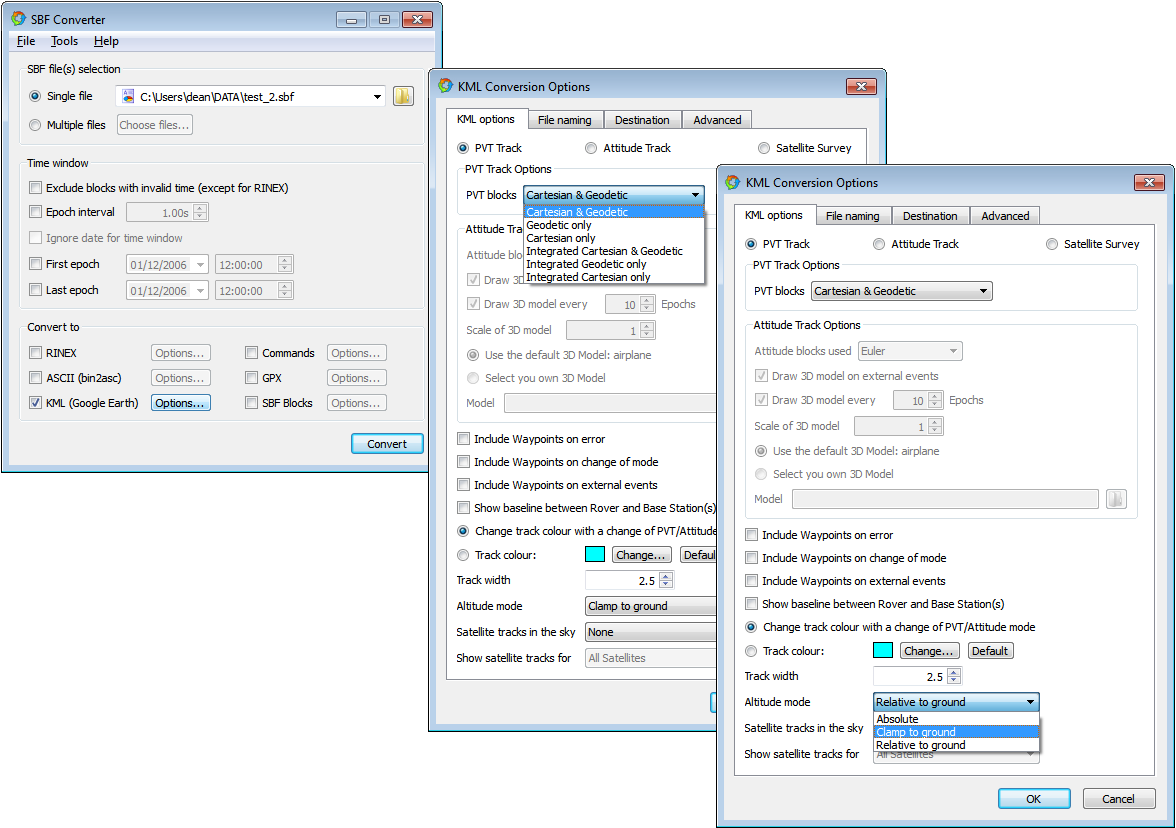 SBF Converter
File Tools Help
SBF file(s) selection
Single file C:\Users\dean\DATA\test_2.sbf
Multiple files Choose files...
Time window
Exclude blocks with invalid time (except for RINEX)
Epoch interval 1.00s
Ignore date for time window
First epoch 01/12/2006 12:00:00
Last epoch 01/12/2006 12:00:00
Convert to
RINEX Options... Commands Options...
ASCII (bin2asc) Options... GPX Options...
KML (Google Earth) Options... SBF Blocks Options...
Convert
KML Conversion Options
KML options File naming Destination Advanced
PVT Track Attitude Track Satellite Survey
PVT Track Options
PVT blocks Cartesian & Geodetic
Cartesian & Geodetic
Geodetic only
Cartesian only
Integrated Cartesian & Geodetic
Integrated Geodetic only
Integrated Cartesian only
Attitude Tra
Attitude blo
Draw 3D
Draw 3D model every 10 Epochs
Scale of 3D model 1
Use the default 3D Model: airplane
Select you own 3D Model
Model
Include Waypoints on error
Include Waypoints on change of mode
Include Waypoints on external events
Show baseline between Rover and Base Station(s)
Change track colour with a change of PVT/Attitude
Track colour: Change... Defaul
Track width 2.5
Altitude mode Clamp to ground
Satellite tracks in the sky None
Show satellite tracks for All Satellites
KML Conversion Options
KML options File naming Destination Advanced
PVT Track Attitude Track Satellite Survey
PVT Track Options
PVT blocks Cartesian & Geodetic
Attitude Track Options
Attitude blocks used Euler
Draw 3D model on external events
Draw 3D model every 10 Epochs
Scale of 3D model 1
Use the default 3D Model: airplane
Select you own 3D Model
Model
Include Waypoints on error
Include Waypoints on change of mode
Include Waypoints on external events
Show baseline between Rover and Base Station(s)
Change track colour with a change of PVT/Attitude mode
Track colour: Change... Default
Track width 2.5
Altitude mode Relative to ground
Absolute
Satellite tracks in the sky Clamp to ground
Relative to ground
Show satellite tracks for All Satellites
OK Cancel